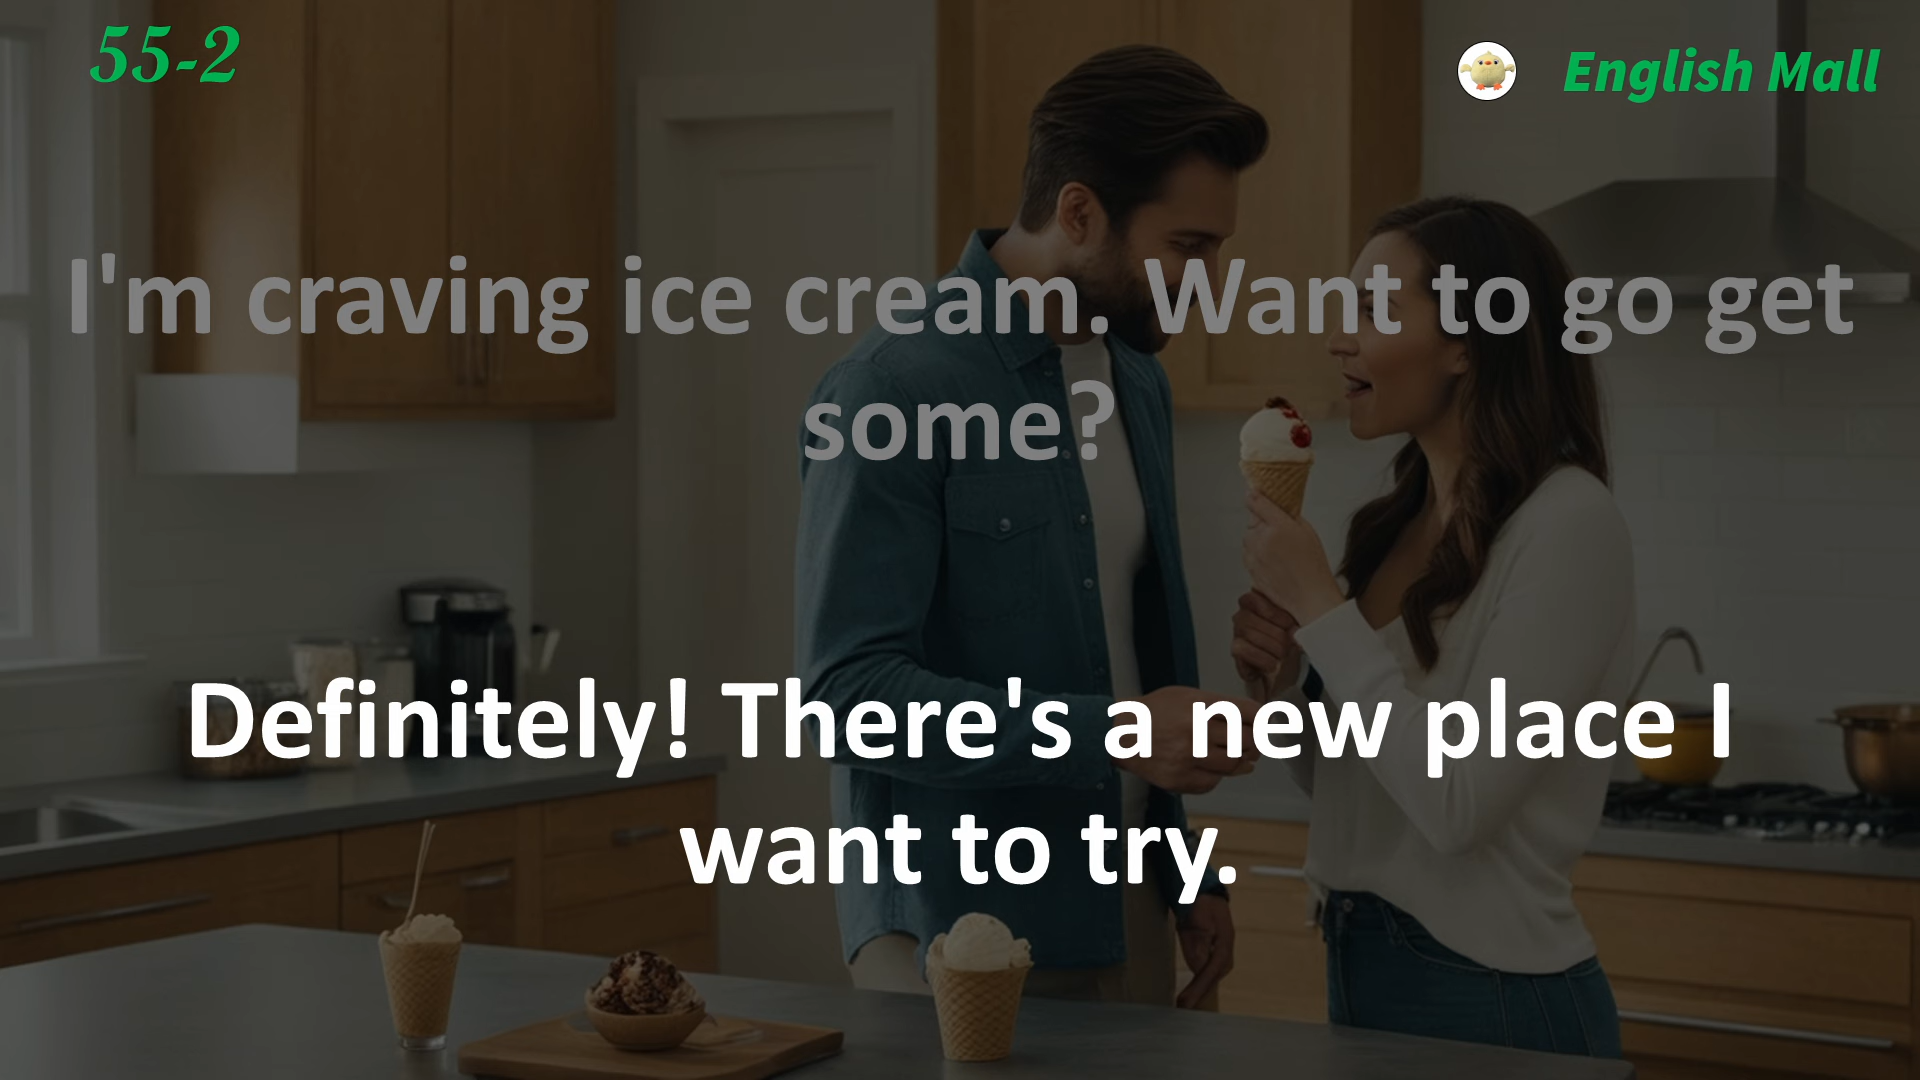 55-2
English Mall
I'm craving ice cream. Want to go get
some?
Definitely! There's a new place I
want to try.